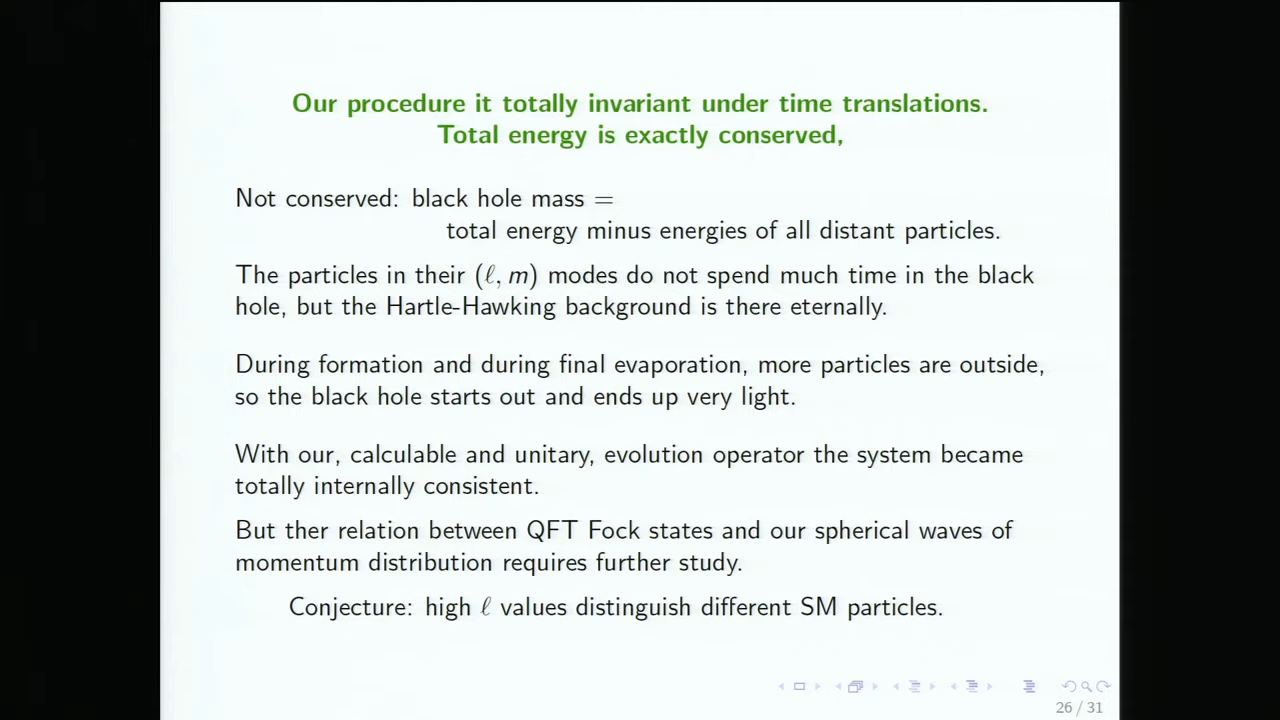 Our procedure it totally invariant under time translations.
Total energy is exactly conserved,
Not conserved: black hole mass =
total energy minus energies of all distant particles.
The particles in their (ℓ, m) modes do not spend much time in the black
hole, but the Hartle-Hawking background is there eternally.
During formation and during final evaporation, more particles are outside,
so the black hole starts out and ends up very light.
With our, calculable and unitary, evolution operator the system became
totally internally consistent.
But ther relation between QFT Fock states and our spherical waves of
momentum distribution requires further study.
Conjecture: high ℓ values distinguish different SM particles.
26 / 31